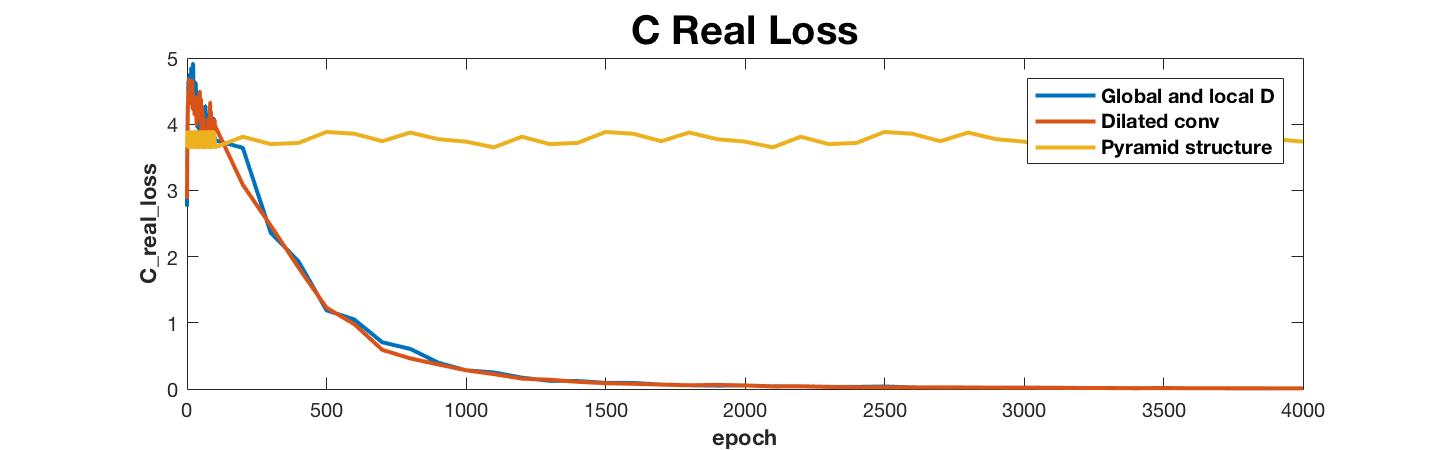 C Real Loss
5
4
3
2
1
0
C_real_loss
Global and local D
Dilated conv
Pyramid structure
0 500 1000 1500 2000 2500 3000 3500 4000
epoch